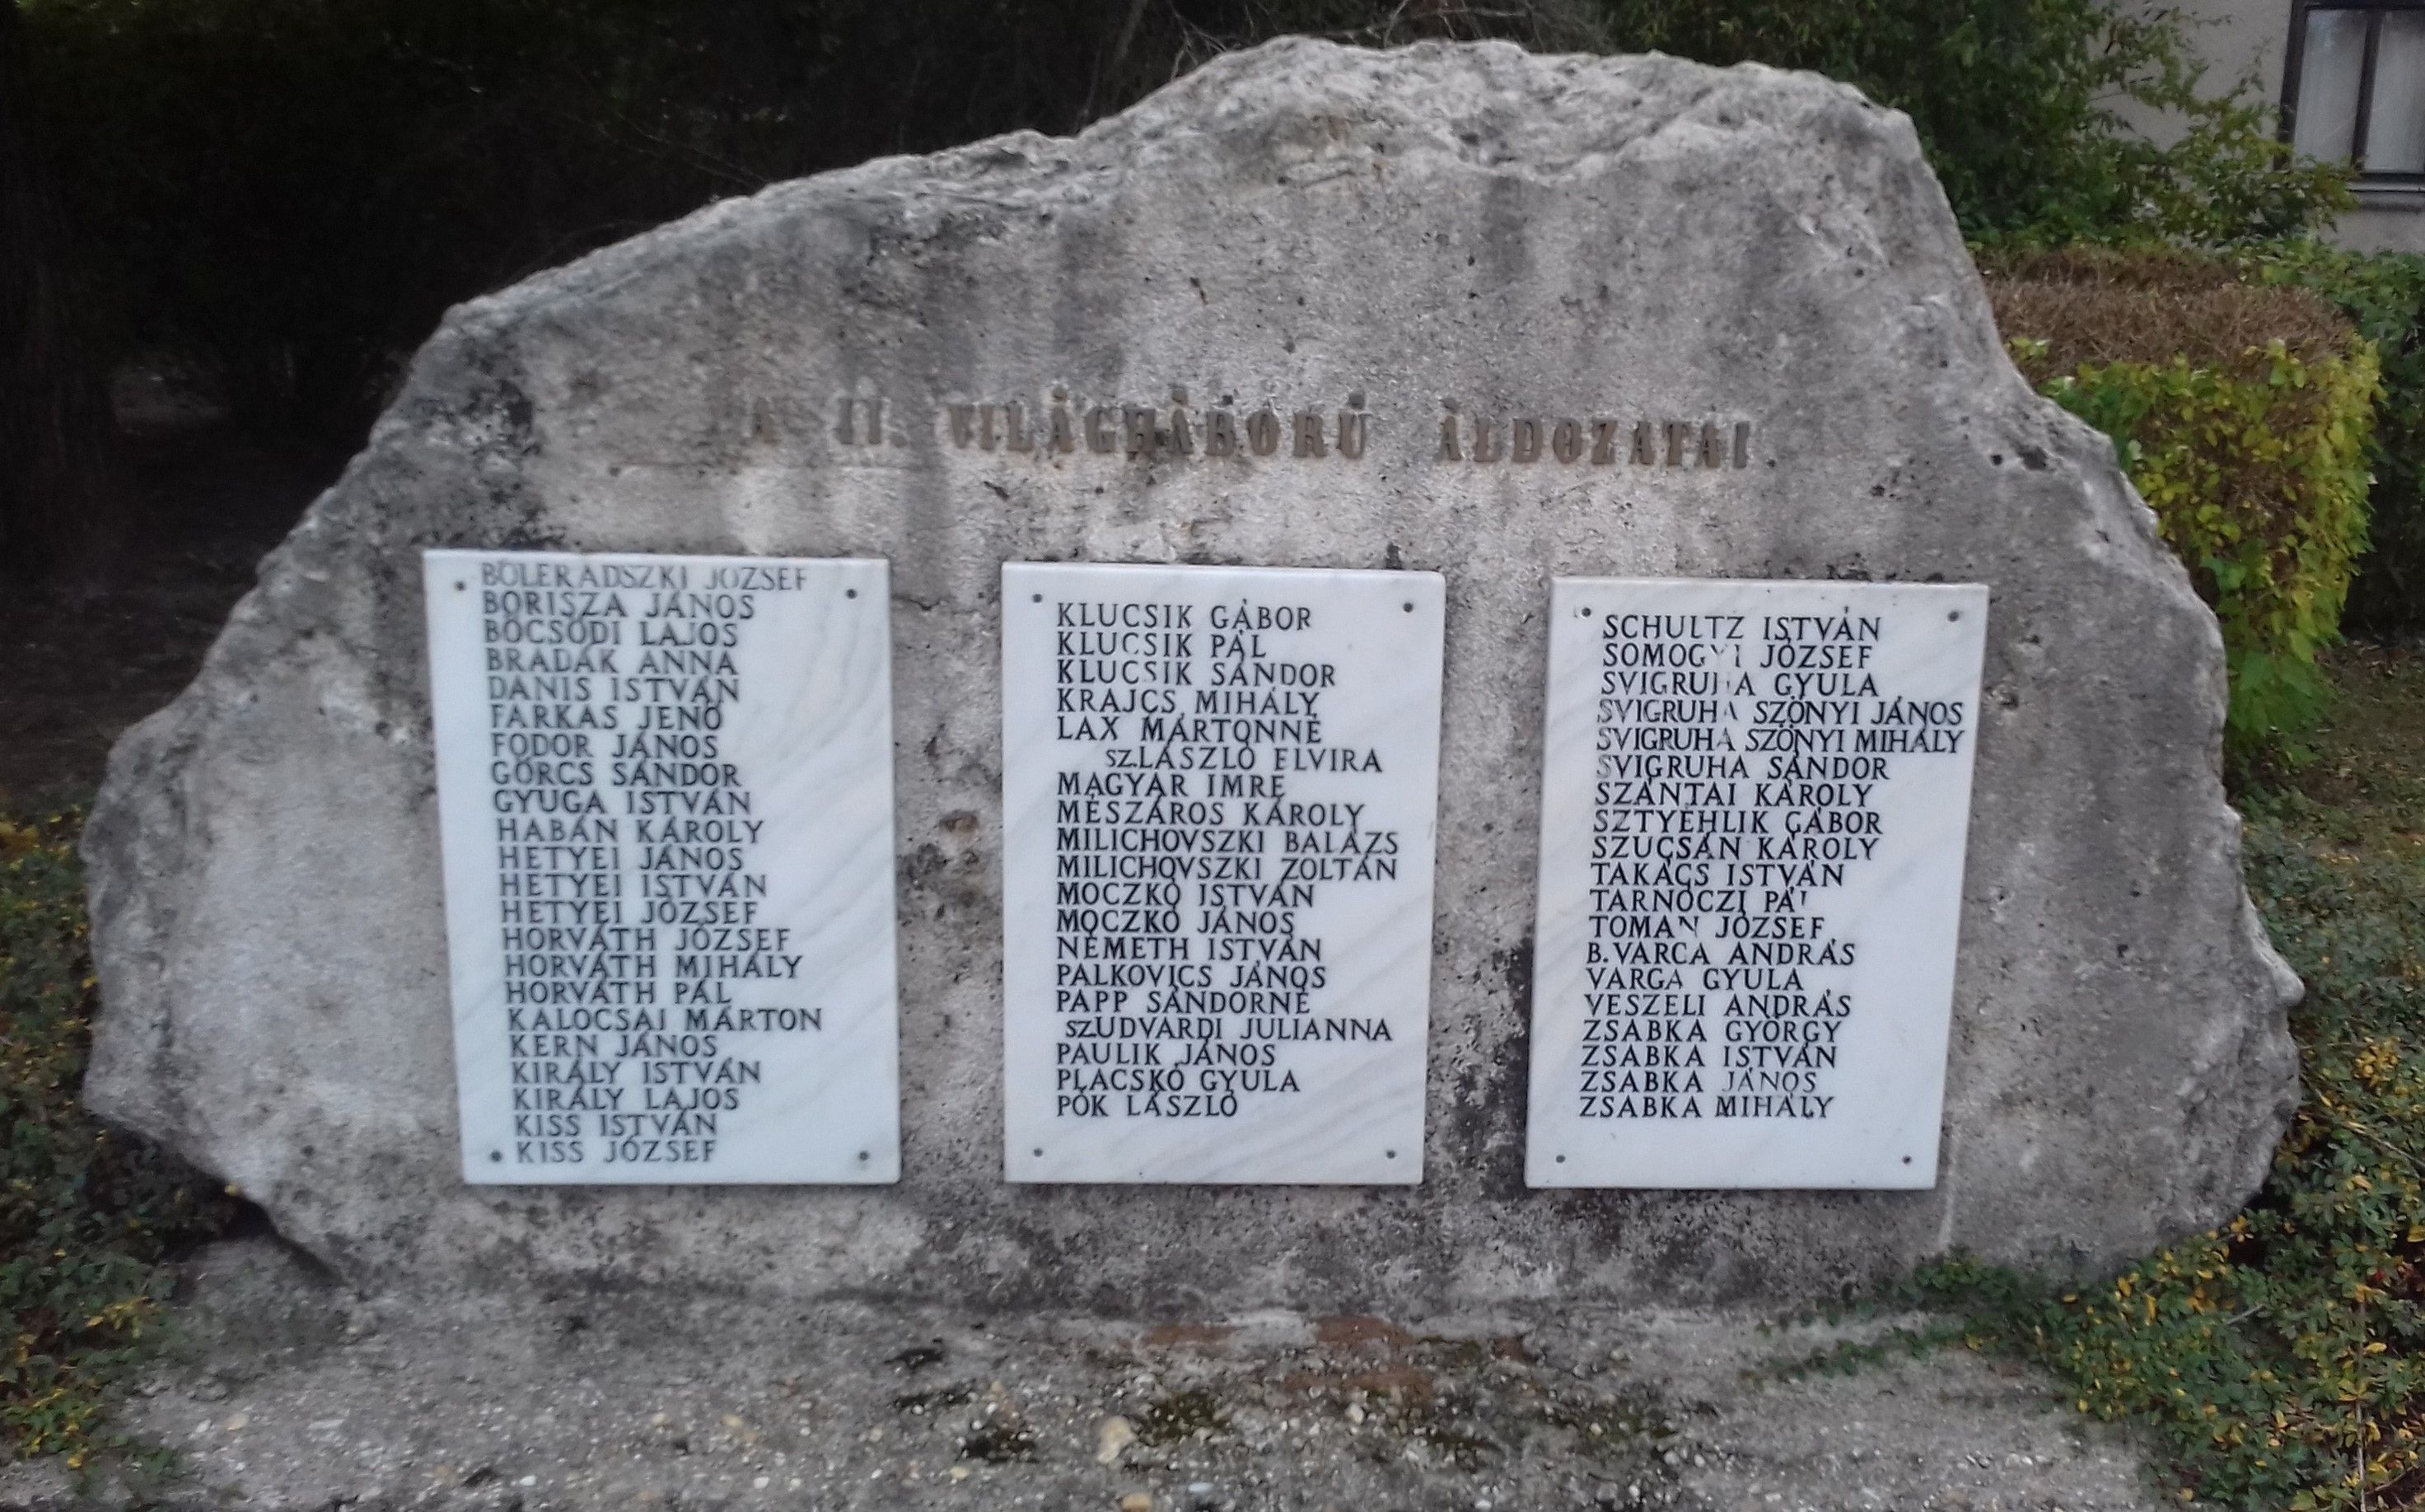 A II. VILÁGHÁBORÚ ÁLDOZATAI
BOLERADSZKI JÓZSEF
BORISZA JÁNOS
BÖCSÖDI LAJOS
BRADÁK ANNA
DANIS ISTVÁN
FARKAS JENŐ
FODOR JÁNOS
GÖRCS SÁNDOR
GYUGA ISTVÁN
HABÁN KÁROLY
HETYEI JÁNOS
HETYEI ISTVÁN
HETYEI JÓZSEF
HORVÁTH JÓZSEF
HORVÁTH MIHÁLY
HORVÁTH PÁL
KALOCSAI MÁRTON
KERN JÁNOS
KIRÁLY ISTVÁN
KIRÁLY LAJOS
KISS ISTVÁN
KISS JÓZSEF
KLUCSIK GÁBOR
KLUCSIK PÁL
KLUCSIK SÁNDOR
KRAJCS MIHÁLY
LAX MÁRTONNÉ
SZ.LÁSZLÓ ELVIRA
MAGYAR IMRE
MÉSZÁROS KÁROLY
MILICHOVSZKI BALÁZS
MILICHOVSZKI ZOLTÁN
MOCZKÓ ISTVÁN
MOCZKÓ JÁNOS
NÉMETH ISTVÁN
PALKOVICS JÁNOS
PAPP SÁNDORNÉ
SZ.UDVARDI JULIANNA
PAULIK JÁNOS
PLACSKÓ GYULA
PÓK LÁSZLÓ
SCHULTZ ISTVÁN
SOMOGYI JÓZSEF
SVIGRUHA GYULA
SVIGRUHA SZŐNYI JÁNOS
SVIGRUHA SZŐNYI MIHÁLY
SVIGRUHA SÁNDOR
SZÁNTAI KÁROLY
SZTYEHLIK GÁBOR
SZUCSÁN KÁROLY
TAKÁCS ISTVÁN
TARNÓCZI PÁL
TOMAN JÓZSEF
B.VARGA ANDRÁS
VARGA GYULA
VESZELI ANDRÁS
ZSABKA GYÖRGY
ZSABKA ISTVÁN
ZSABKA JÁNOS
ZSABKA MIHÁLY